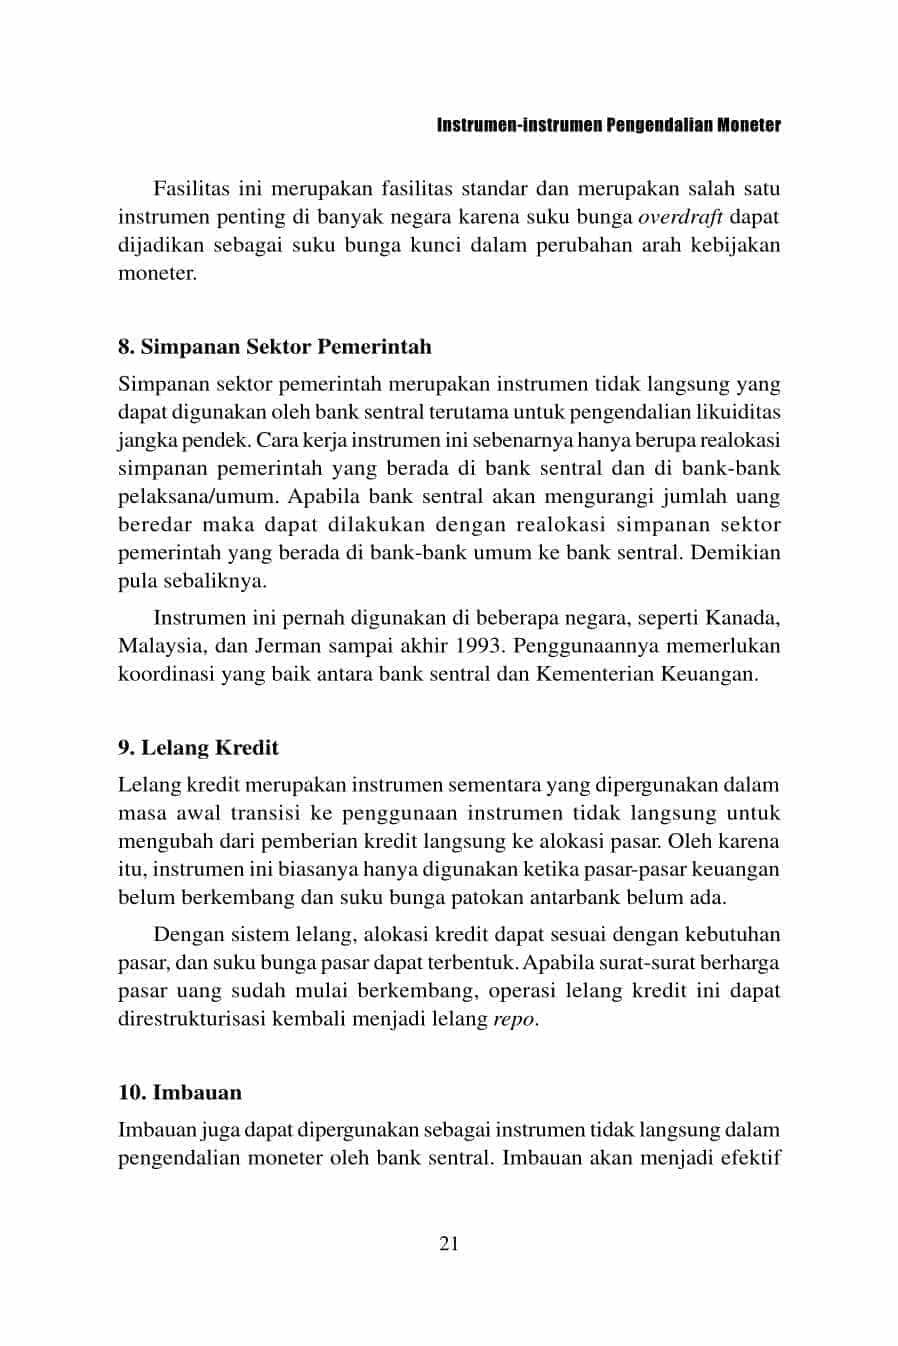 Instrumen-instrumen Pengendalian Moneter
Fasilitas ini merupakan fasilitas standar dan merupakan salah satu
instrumen penting di banyak negara karena suku bunga overdraft dapat
dijadikan sebagai suku bunga kunci dalam perubahan arah kebijakan
moneter.
8. Simpanan Sektor Pemerintah
Simpanan sektor pemerintah merupakan instrumen tidak langsung yang
dapat digunakan oleh bank sentral terutama untuk pengendalian likuiditas
jangka pendek. Cara kerja instrumen ini sebenarnya hanya berupa realokasi
simpanan pemerintah yang berada di bank sentral dan di bank-bank
pelaksana/umum. Apabila bank sentral akan mengurangi jumlah uang
beredar maka dapat dilakukan dengan realokasi simpanan sektor
pemerintah yang berada di bank-bank umum ke bank sentral. Demikian
pula sebaliknya.
Instrumen ini pernah digunakan di beberapa negara, seperti Kanada,
Malaysia, dan Jerman sampai akhir 1993. Penggunaannya memerlukan
koordinasi yang baik antara bank sentral dan Kementerian Keuangan.
9. Lelang Kredit
Lelang kredit merupakan instrumen sementara yang dipergunakan dalam
masa awal transisi ke penggunaan instrumen tidak langsung untuk
mengubah dari pemberian kredit langsung ke alokasi pasar. Oleh karena
itu, instrumen ini biasanya hanya digunakan ketika pasar-pasar keuangan
belum berkembang dan suku bunga patokan antarbank belum ada.
Dengan sistem lelang, alokasi kredit dapat sesuai dengan kebutuhan
pasar, dan suku bunga pasar dapat terbentuk. Apabila surat-surat berharga
pasar uang sudah mulai berkembang, operasi lelang kredit ini dapat
direstrukturisasi kembali menjadi lelang repo.
10. Imbauan
Imbauan juga dapat dipergunakan sebagai instrumen tidak langsung dalam
pengendalian moneter oleh bank sentral. Imbauan akan menjadi efektif
21